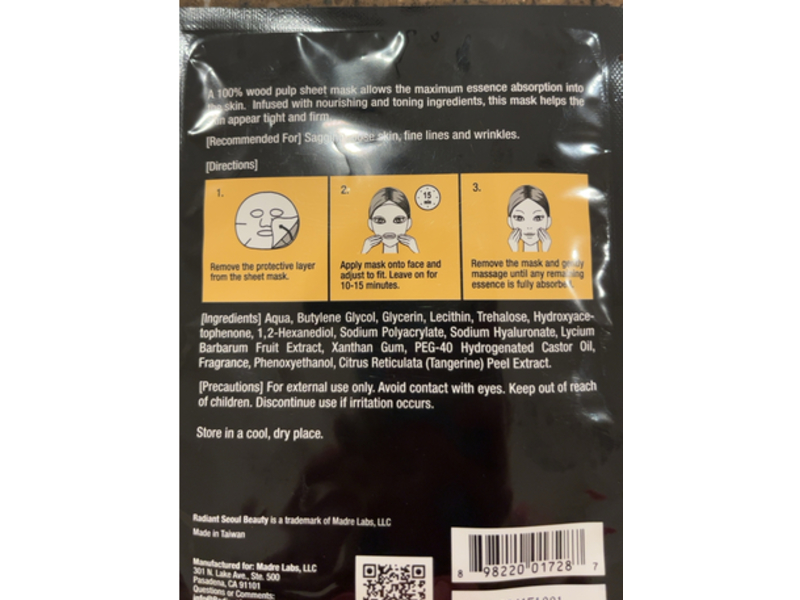 A 100% wood pulp sheet mask allows the maximum essence absorption into
the skin. Infused with nourishing and toning ingredients, this mask helps the
skin appear tight and firm.
[Recommended For] skin, fine lines and wrinkles.
[Directions]
1.
Remove the protective layer
from the sheet mask.
2.
15
min
Apply mask onto face and
adjust to fit. Leave on for
10-15 minutes.
3.
Remove the mask and gently
massage until any remaining
essence is fully absorbed.
[Ingredients] Aqua, Butylene Glycol, Glycerin, Lecithin, Trehalose, Hydroxyace-
tophenone, 1,2-Hexanediol, Sodium Polyacrylate, Sodium Hyaluronate, Lycium
Barbarum Fruit Extract, Xanthan Gum, PEG-40 Hydrogenated Castor Oil,
Fragrance, Phenoxyethanol, Citrus Reticulata (Tangerine) Peel Extract.
[Precautions] For external use only. Avoid contact with eyes. Keep out of reach
of children. Discontinue use if irritation occurs.
Store in a cool, dry place.
Radiant Seoul Beauty is a trademark of Madre Labs, LLC
Made in Taiwan
Manufactured for: Madre Labs, LLC
301 N. Lake Ave., Ste. 500
Pasadena, CA 91101
Questions or Comments:
8 98220 01728 7